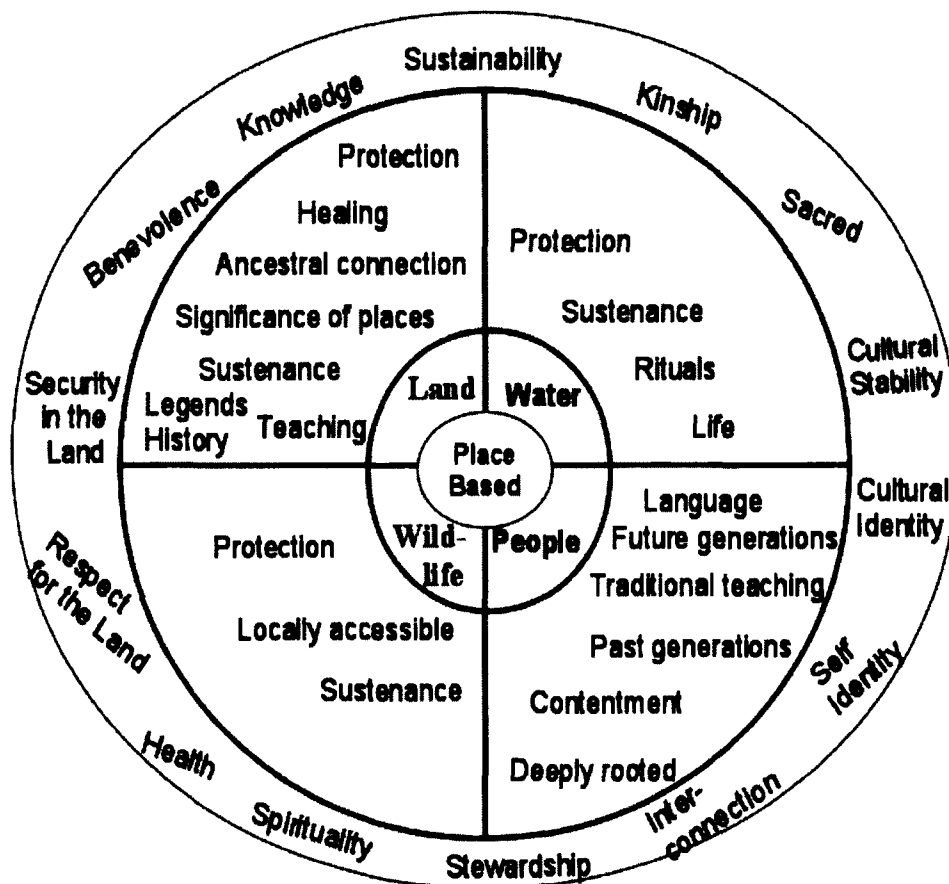 Sustainability
Kinship
Sacred
Cultural
Stability
Cultural
Identity
Self
Identity
Inter-
connection
Stewardship
Spirituality
Health
Respect
for the Land
Security
in the
Land
Benevolence
Knowledge
Protection
Healing
Ancestral connection
Significance of places
Sustenance
Legends
History
Teaching
Protection
Sustenance
Rituals
Life
Land
Water
Place
Based
Wild-
life
People
Protection
Locally accessible
Sustenance
Language
Future generations
Traditional teaching
Past generations
Contentment
Deeply rooted